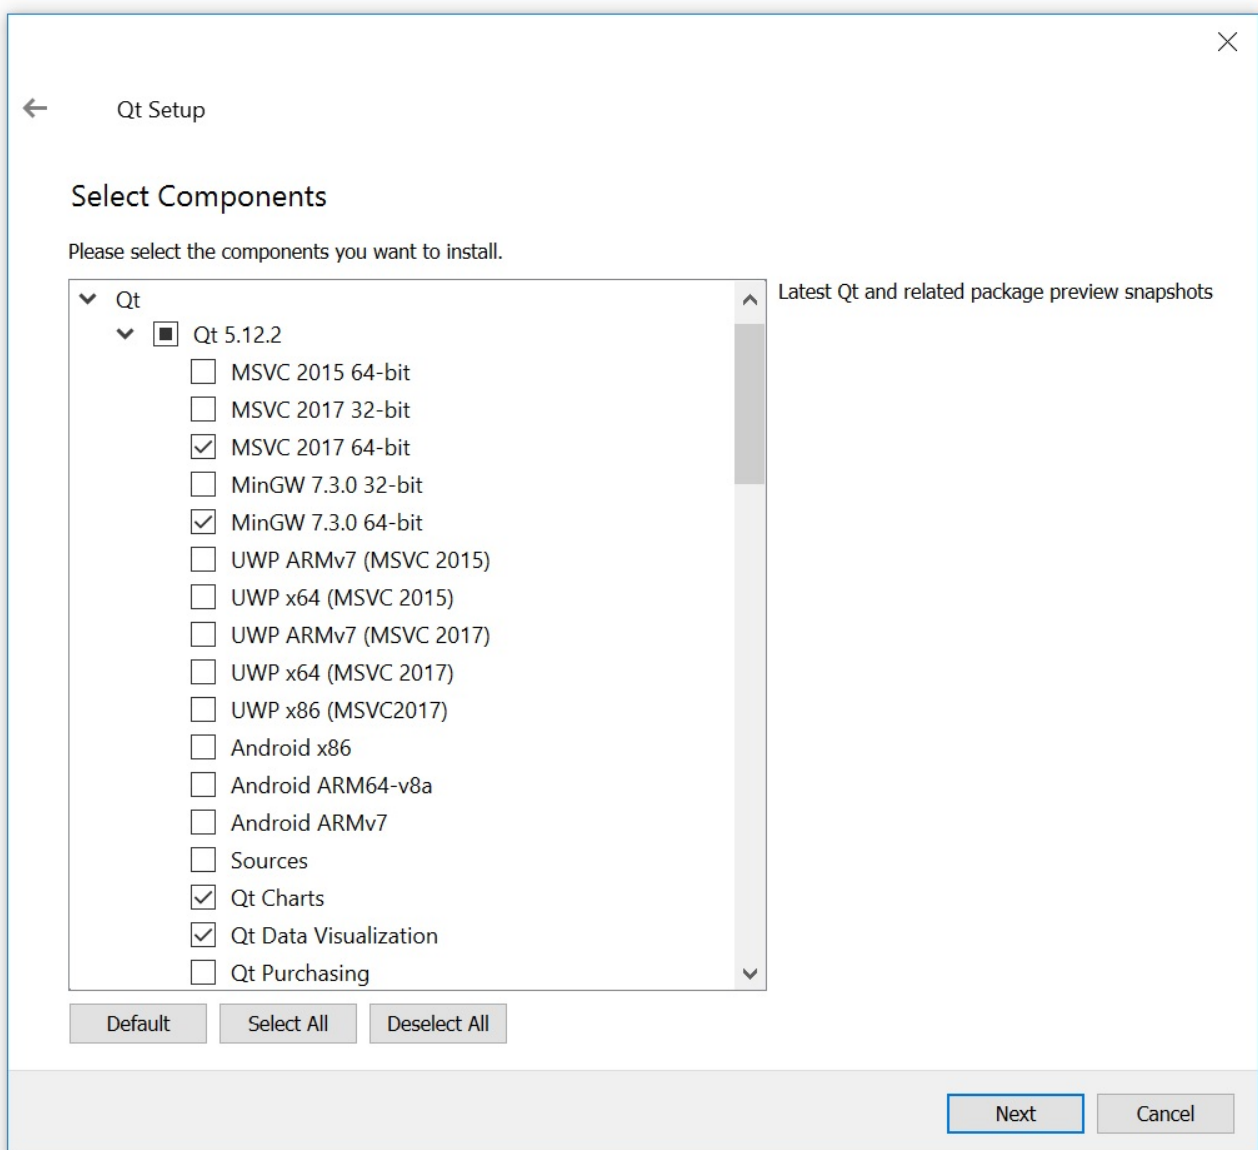 Qt Setup
Select Components
Please select the components you want to install.
Qt
Qt 5.12.2
MSVC 2015 64-bit
MSVC 2017 32-bit
MSVC 2017 64-bit
MinGW 7.3.0 32-bit
MinGW 7.3.0 64-bit
UWP ARMv7 (MSVC 2015)
UWP x64 (MSVC 2015)
UWP ARMv7 (MSVC 2017)
UWP x64 (MSVC 2017)
UWP x86 (MSVC2017)
Android x86
Android ARM64-v8a
Android ARMv7
Sources
Qt Charts
Qt Data Visualization
Qt Purchasing
Latest Qt and related package preview snapshots
Default Select All Deselect All
Next Cancel